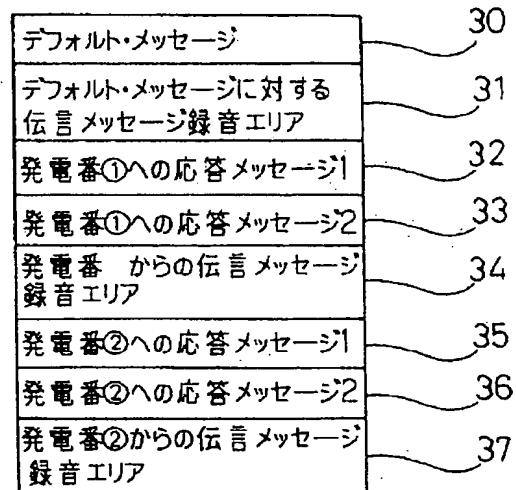 デフォルト・メッセージ 30
デフォルト・メッセージに対する 31
伝言メッセージ録音エリア
発電番①への応答メッセージ1 32
発電番①への応答メッセージ2 33
発電番 からの伝言メッセージ 34
録音エリア
発電番②への応答メッセージ1 35
発電番②への応答メッセージ2 36
発電番②からの伝言メッセージ 37
録音エリア